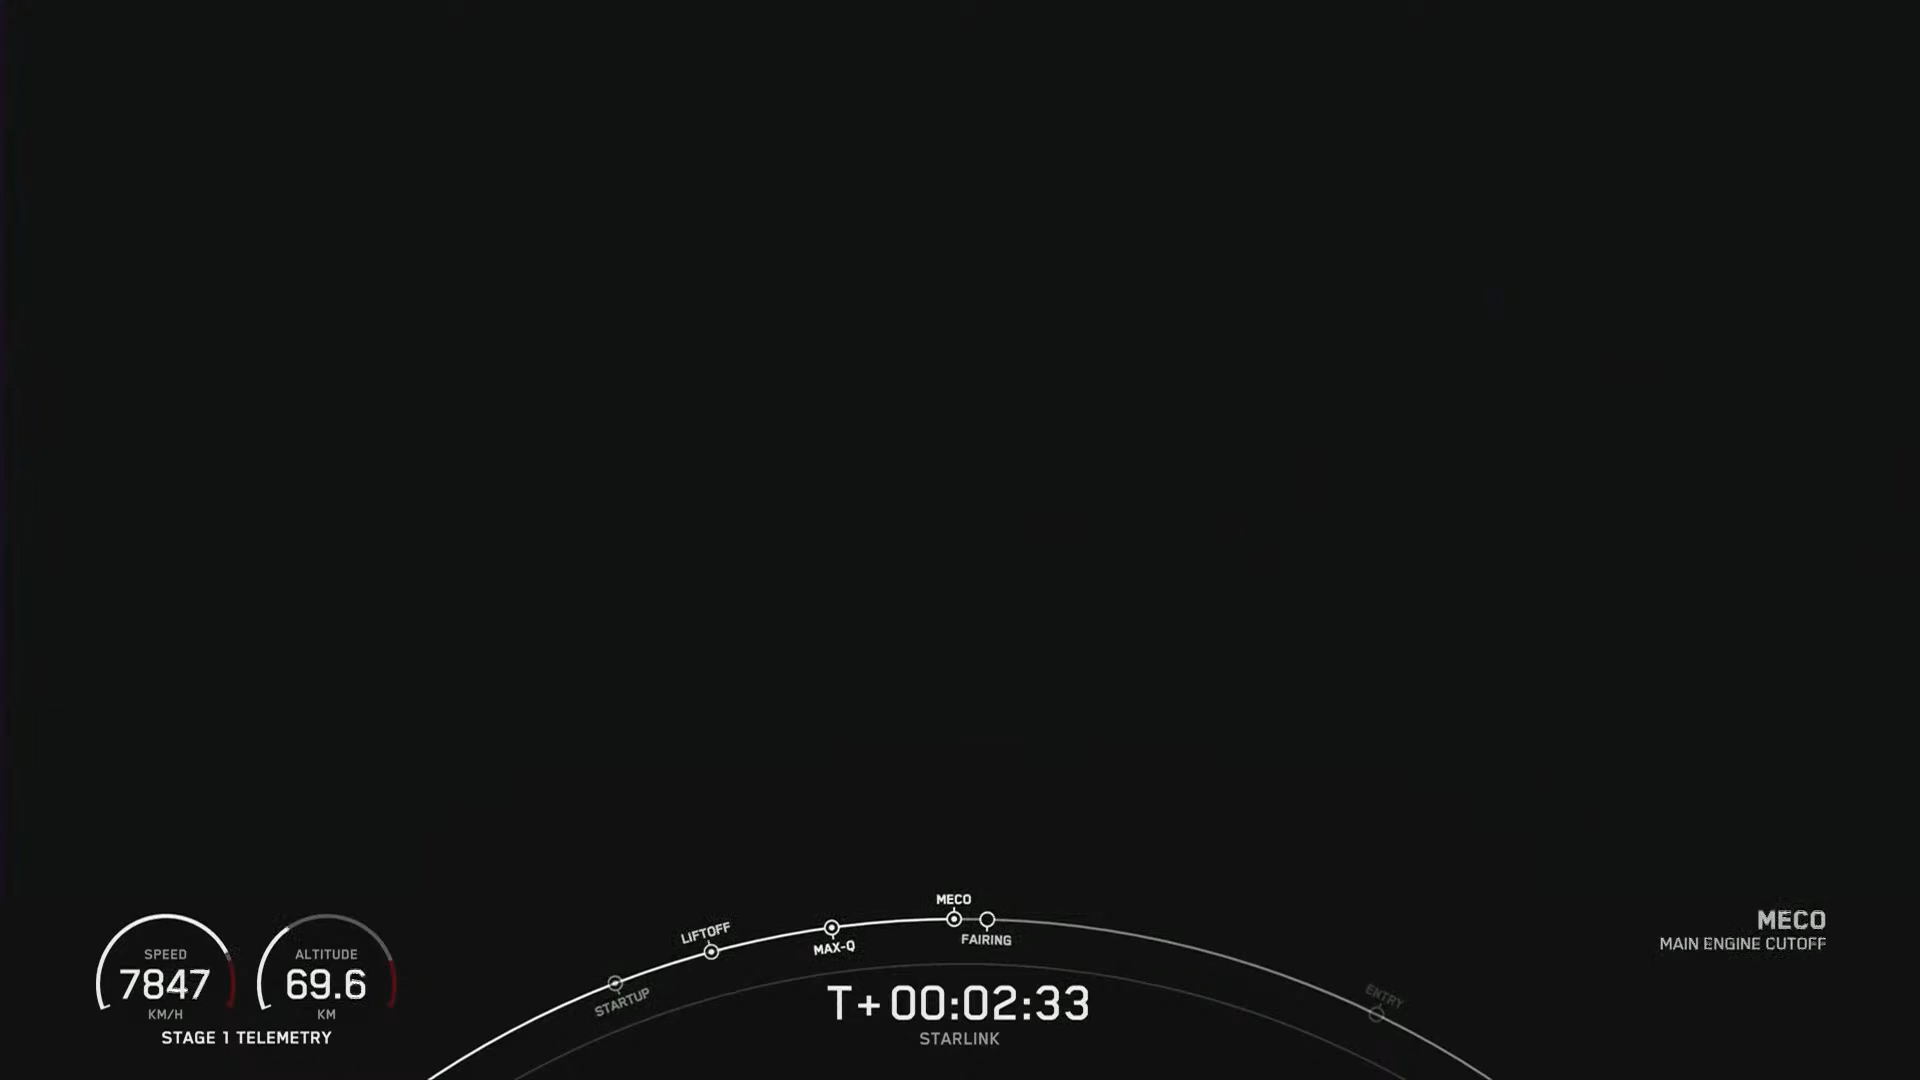 SPEED
7847
KM/H
ALTITUDE
69.6
KM
STAGE 1 TELEMETRY
STARTUP
LIFTOFF
MAX-Q
MECO
FAIRING
ENTRY
T+00:02:33
STARLINK
MECO
MAIN ENGINE CUTOFF